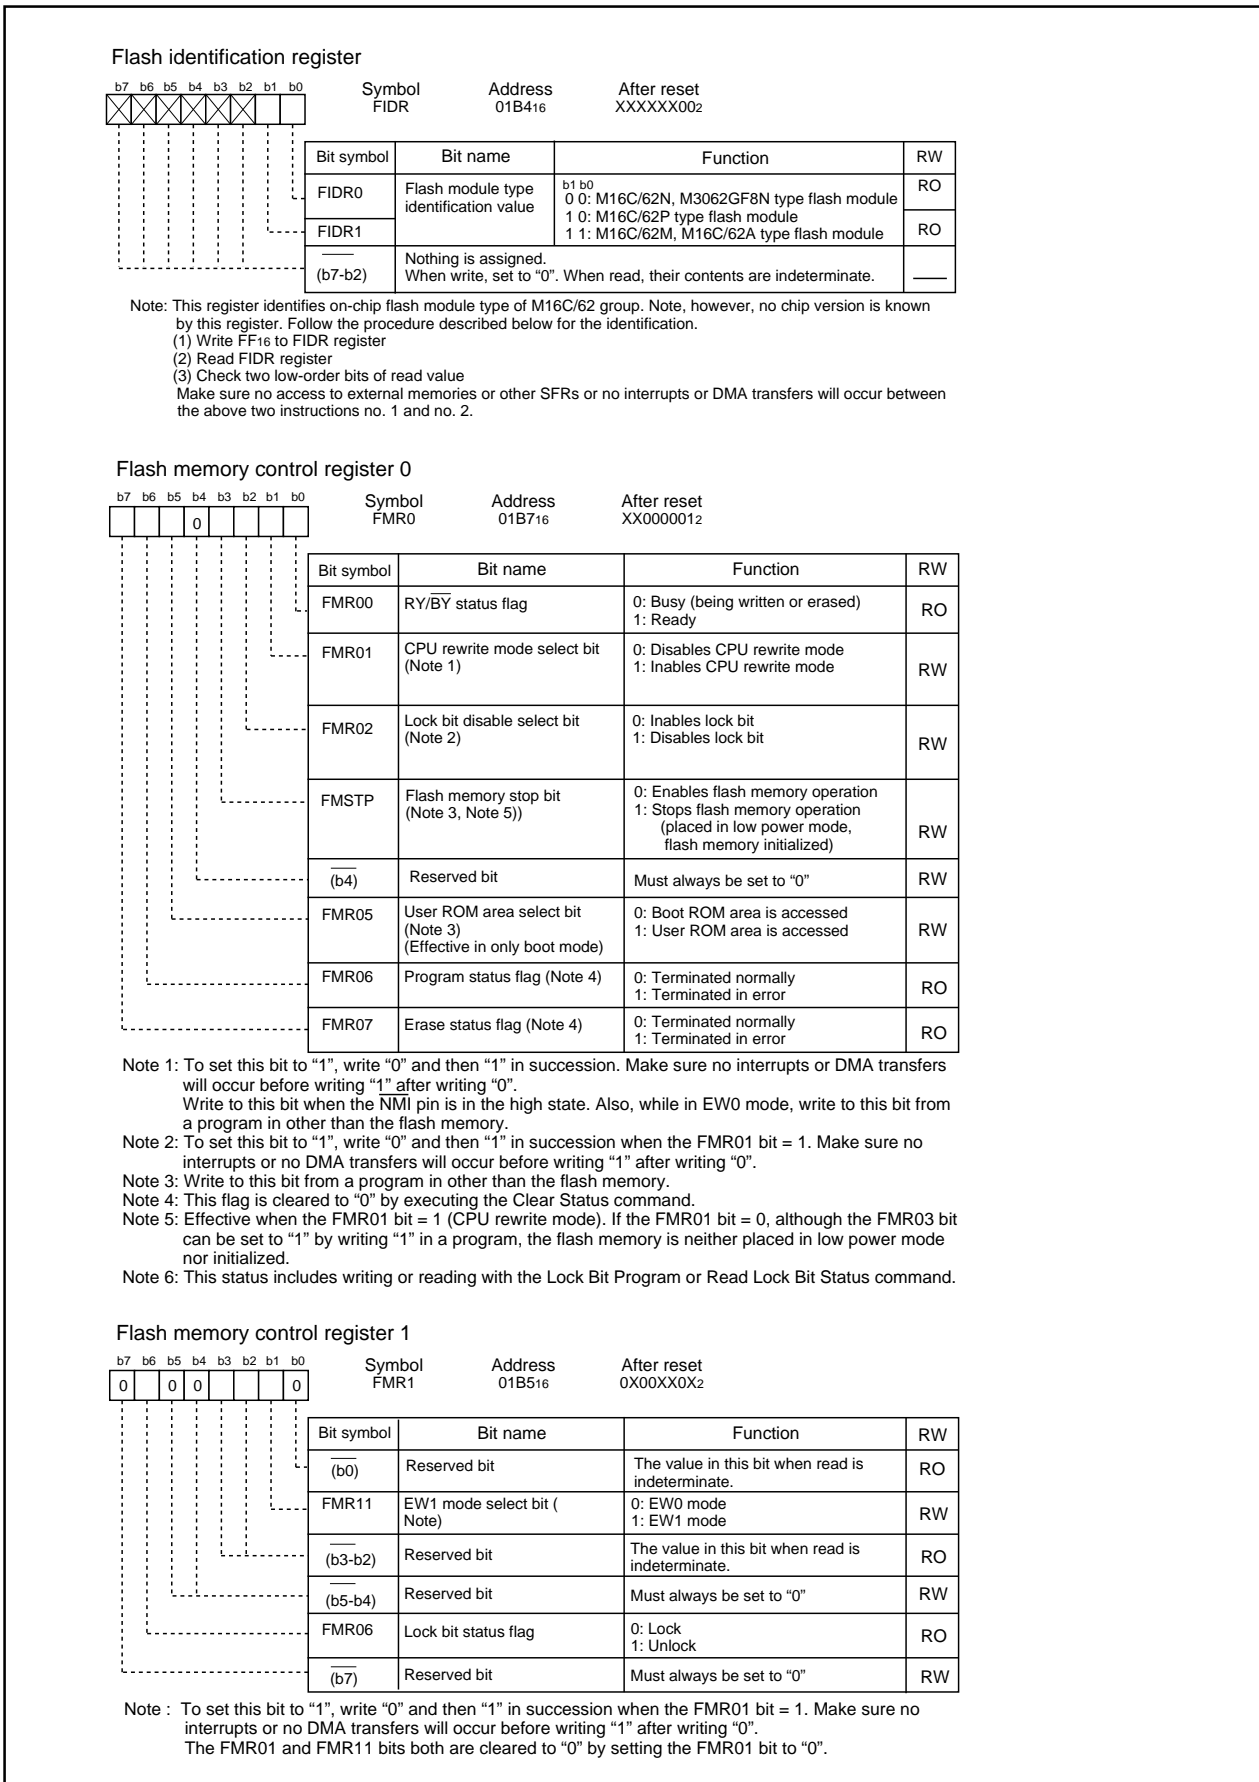 Flash identification register
b7 b6 b5 b4 b3 b2 b1 b0
Symbol Address After reset
FIDR 01B416 XXXXXX002
Bit symbol Bit name Function RW
FIDR0 Flash module type identification value b1 b0 RO
0 0: M16C/62N, M3062GF8N type flash module
1 0: M16C/62P type flash module
FIDR1 1 1: M16C/62M, M16C/62A type flash module RO
(b7-b2) Nothing is assigned.
When write, set to “0”. When read, their contents are indeterminate.
Note: This register identifies on-chip flash module type of M16C/62 group. Note, however, no chip version is known
by this register. Follow the procedure described below for the identification.
(1) Write FF16 to FIDR register
(2) Read FIDR register
(3) Check two low-order bits of read value
Make sure no access to external memories or other SFRs or no interrupts or DMA transfers will occur between
the above two instructions no. 1 and no. 2.
Flash memory control register 0
b7 b6 b5 b4 b3 b2 b1 b0
0
Symbol Address After reset
FMR0 01B716 XX0000012
Bit symbol Bit name Function RW
FMR00 RY/BY status flag 0: Busy (being written or erased) RO
1: Ready
FMR01 CPU rewrite mode select bit 0: Disables CPU rewrite mode RW
(Note 1) 1: Inables CPU rewrite mode
FMR02 Lock bit disable select bit 0: Inables lock bit RW
(Note 2) 1: Disables lock bit
FMSTP Flash memory stop bit 0: Enables flash memory operation RW
(Note 3, Note 5)) 1: Stops flash memory operation
(placed in low power mode,
flash memory initialized)
(b4) Reserved bit Must always be set to “0” RW
FMR05 User ROM area select bit 0: Boot ROM area is accessed RW
(Note 3) 1: User ROM area is accessed
(Effective in only boot mode)
FMR06 Program status flag (Note 4) 0: Terminated normally RO
1: Terminated in error
FMR07 Erase status flag (Note 4) 0: Terminated normally RO
1: Terminated in error
Note 1: To set this bit to “1”, write “0” and then “1” in succession. Make sure no interrupts or DMA transfers
will occur before writing “1” after writing “0”.
Write to this bit when the NMI pin is in the high state. Also, while in EW0 mode, write to this bit from
a program in other than the flash memory.
Note 2: To set this bit to “1”, write “0” and then “1” in succession when the FMR01 bit = 1. Make sure no
interrupts or no DMA transfers will occur before writing “1” after writing “0”.
Note 3: Write to this bit from a program in other than the flash memory.
Note 4: This flag is cleared to “0” by executing the Clear Status command.
Note 5: Effective when the FMR01 bit = 1 (CPU rewrite mode). If the FMR01 bit = 0, although the FMR03 bit
can be set to “1” by writing “1” in a program, the flash memory is neither placed in low power mode
nor initialized.
Note 6: This status includes writing or reading with the Lock Bit Program or Read Lock Bit Status command.
Flash memory control register 1
b7 b6 b5 b4 b3 b2 b1 b0
0 0 0 0
Symbol Address After reset
FMR1 01B516 0X00XX0X2
Bit symbol Bit name Function RW
(b0) Reserved bit The value in this bit when read is RO
indeterminate.
FMR11 EW1 mode select bit ( 0: EW0 mode RW
Note) 1: EW1 mode
(b3-b2) Reserved bit The value in this bit when read is RO
indeterminate.
(b5-b4) Reserved bit Must always be set to “0” RW
FMR06 Lock bit status flag 0: Lock RO
1: Unlock
(b7) Reserved bit Must always be set to “0” RW
Note : To set this bit to “1”, write “0” and then “1” in succession when the FMR01 bit = 1. Make sure no
interrupts or no DMA transfers will occur before writing “1” after writing “0”.
The FMR01 and FMR11 bits both are cleared to “0” by setting the FMR01 bit to “0”.